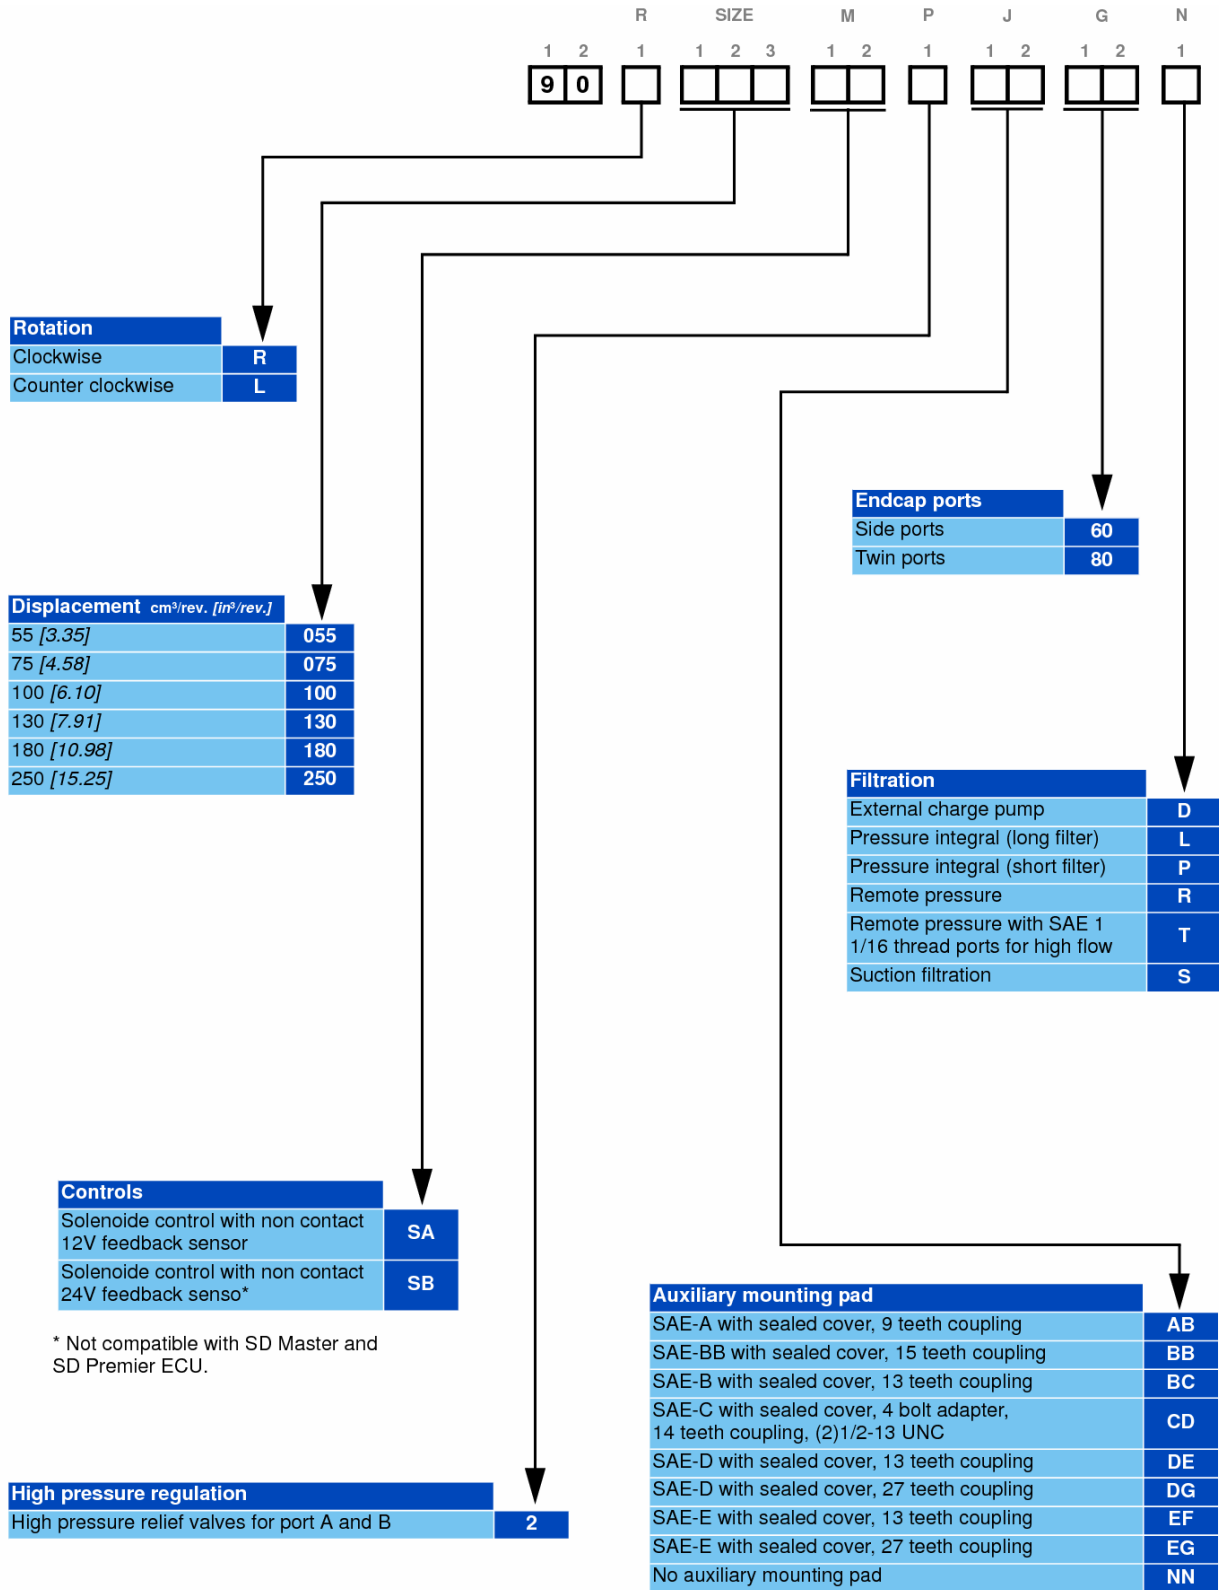 R SIZE M P J G N
1 2 1 1 2 3 1 2 1 1 2 1 2 1
9 0
Rotation
Clockwise R
Counter clockwise L
Endcap ports
Side ports 60
Twin ports 80
Displacement cm³/rev. [in³/rev.]
55 [3.35] 055
75 [4.58] 075
100 [6.10] 100
130 [7.91] 130
180 [10.98] 180
250 [15.25] 250
Filtration
External charge pump D
Pressure integral (long filter) L
Pressure integral (short filter) P
Remote pressure R
Remote pressure with SAE 1
1/16 thread ports for high flow T
Suction filtration S
Controls
Solenoide control with non contact
12V feedback sensor SA
Solenoide control with non contact
24V feedback senso* SB
* Not compatible with SD Master and
SD Premier ECU.
Auxiliary mounting pad
SAE-A with sealed cover, 9 teeth coupling AB
SAE-BB with sealed cover, 15 teeth coupling BB
SAE-B with sealed cover, 13 teeth coupling BC
SAE-C with sealed cover, 4 bolt adapter,
14 teeth coupling, (2)1/2-13 UNC CD
SAE-D with sealed cover, 13 teeth coupling DE
SAE-D with sealed cover, 27 teeth coupling DG
SAE-E with sealed cover, 13 teeth coupling EF
SAE-E with sealed cover, 27 teeth coupling EG
No auxiliary mounting pad NN
High pressure regulation
High pressure relief valves for port A and B 2